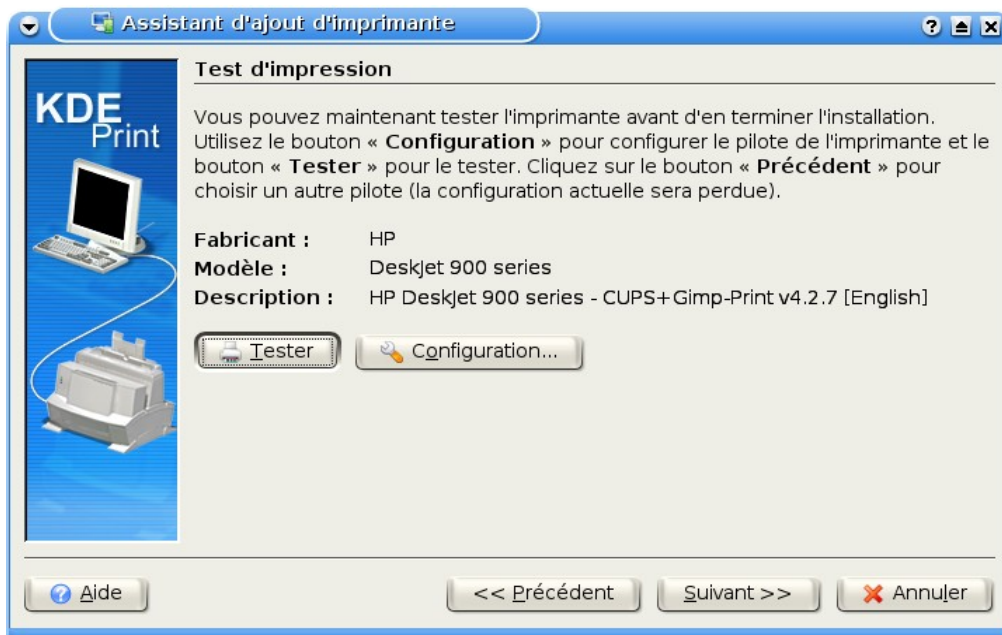 Assistant d'ajout d'imprimante
KDE
Print
Test d'impression
Vous pouvez maintenant tester l'imprimante avant d'en terminer l'installation.
Utilisez le bouton « Configuration » pour configurer le pilote de l'imprimante et le
bouton « Tester » pour le tester. Cliquez sur le bouton « Précédent » pour
choisir un autre pilote (la configuration actuelle sera perdue).
Fabricant : HP
Modèle : DeskJet 900 series
Description : HP DeskJet 900 series - CUPS+Gimp-Print v4.2.7 [English]
Tester Configuration...
Aide << Précédent Suivant >> Annuler